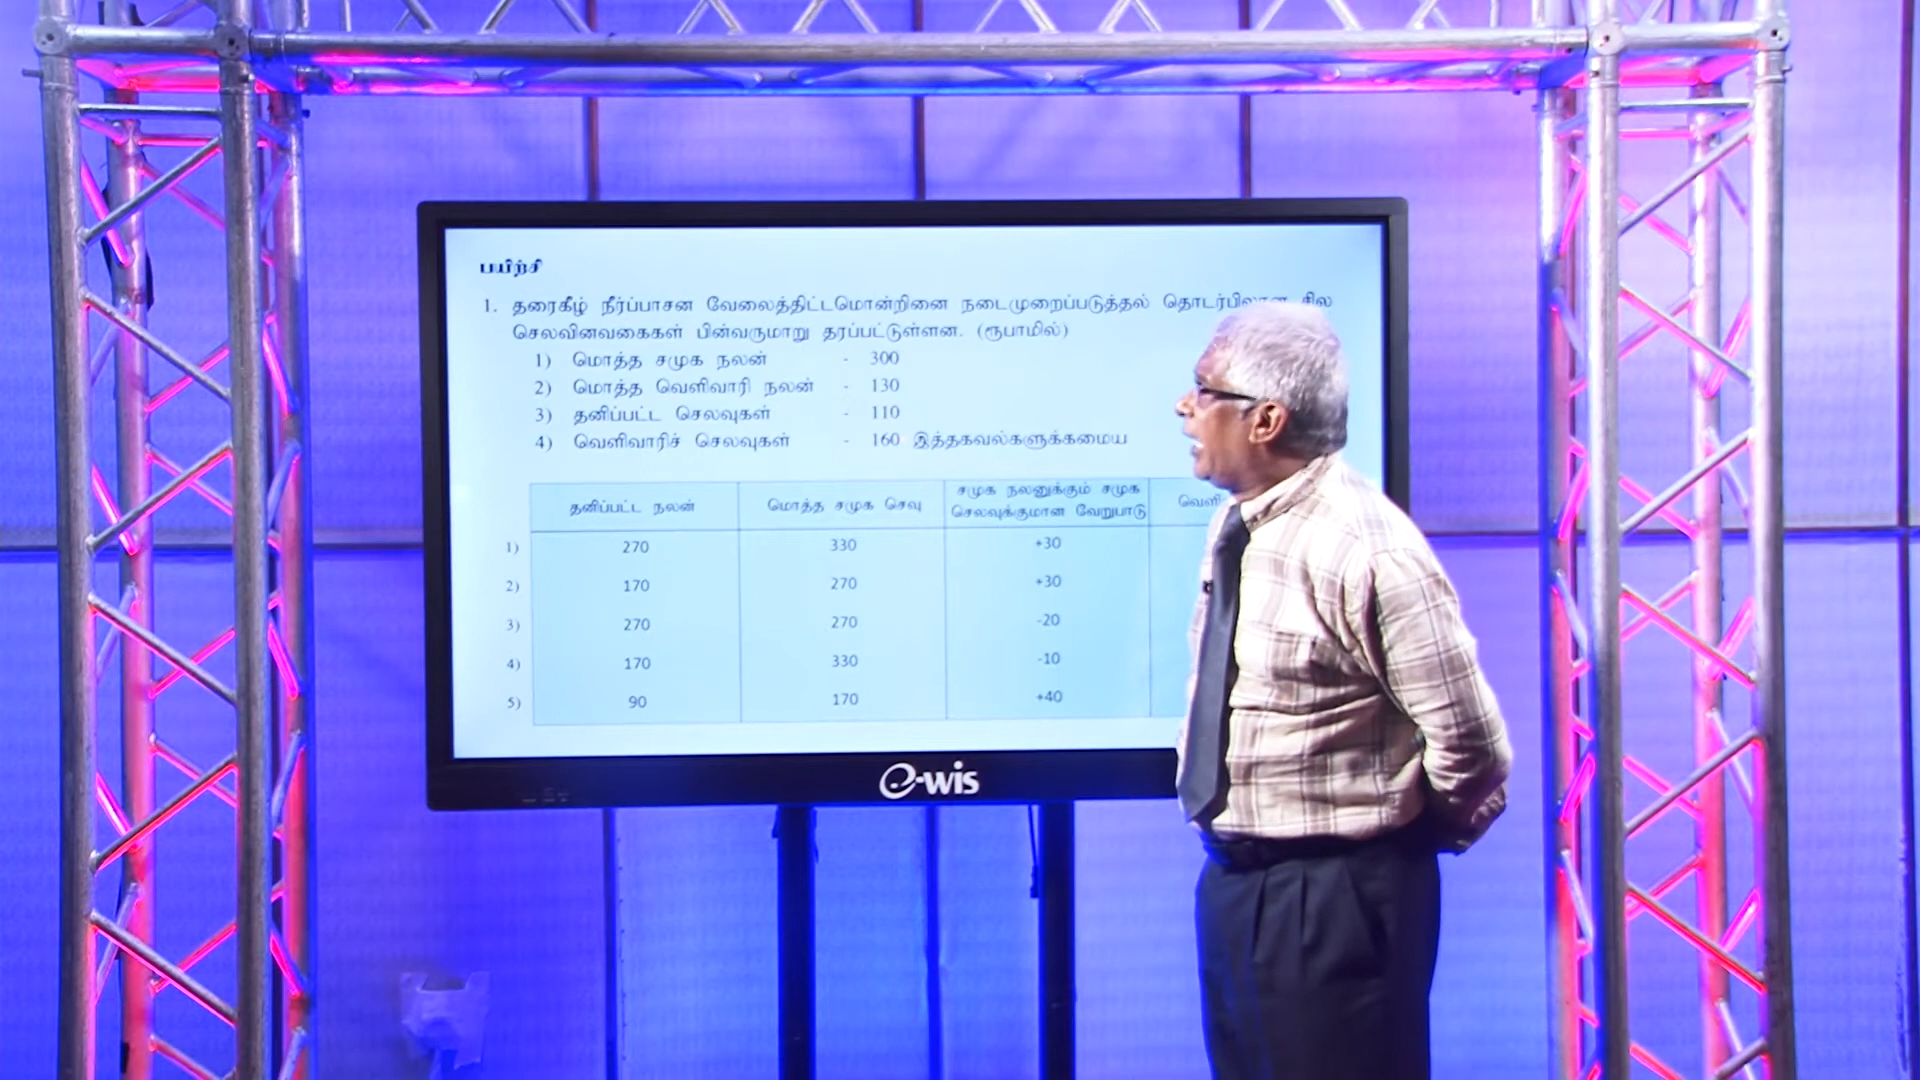 பயிற்சி
1. தரைகீழ் நீர்ப்பாசன வேலைத்திட்டமொன்றினை நடைமுறைப்படுத்தல் சில
செலவினவகைகள் பின்வருமாறு தரப்பட்டுள்ளன. (ரூபாமில்)
1) மொத்த சமுக நலன் - 300
2) மொத்த வெளிவாரி நலன் - 130
3) தனிப்பட்ட செலவுகள் - 110
4) வெளிவாரிச் செலவுகள் - 160 இத்தகவல்களுக்கமைய
தனிப்பட்ட நலன் மொத்த சமுக செவு சமுக நலனுக்கும் சமுக செலவுக்குமான வேறுபாடு
1) 270 330 +30
2) 170 270 +30
3) 270 270 -20
4) 170 330 -10
5) 90 170 +40
e-wis